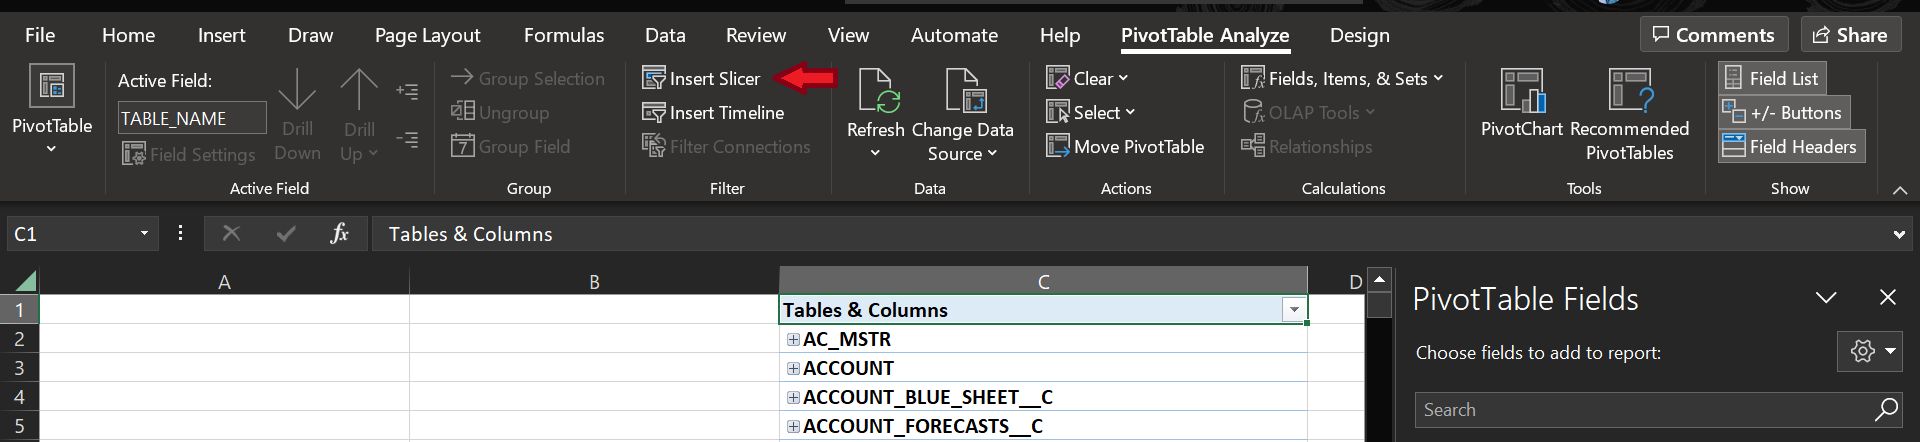 File Home Insert Draw Page Layout Formulas Data Review View Automate Help PivotTable Analyze Design Comments Share
PivotTable
Active Field:
TABLE_NAME
Field Settings
Drill Down
Drill Up
Active Field
Group Selection
Ungroup
Group Field
Group
Insert Slicer
Insert Timeline
Filter Connections
Filter
Refresh
Change Data
Source
Data
Clear
Select
Move PivotTable
Actions
Fields, Items, & Sets
OLAP Tools
Relationships
Calculations
PivotChart
Recommended
PivotTables
Tools
Field List
+/- Buttons
Field Headers
Show
C1 fx Tables & Columns
A B C D
1 Tables & Columns
2 AC_MSTR
3 ACCOUNT
4 ACCOUNT_BLUE_SHEET__C
5 ACCOUNT_FORECASTS__C
PivotTable Fields
Choose fields to add to report:
Search